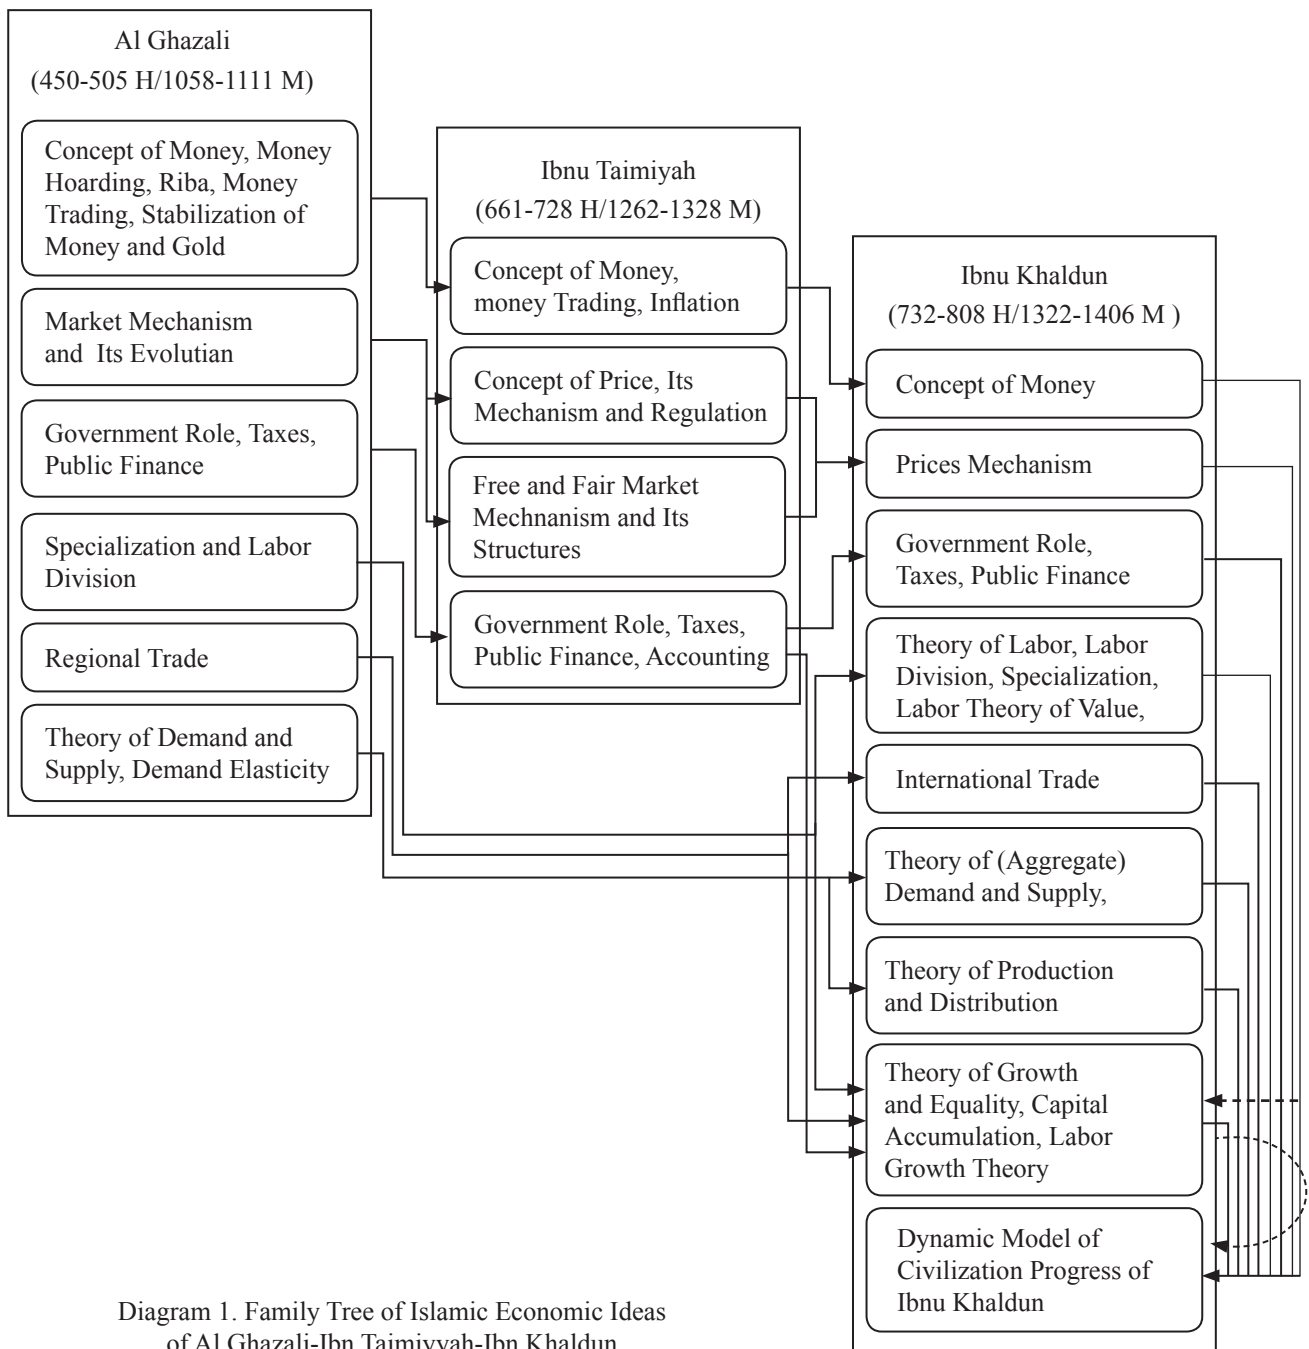 Al Ghazali
(450-505 H/1058-1111 M)
Concept of Money, Money
Hoarding, Riba, Money
Trading, Stabilization of
Money and Gold
Market Mechanism
and Its Evolutian
Government Role, Taxes,
Public Finance
Specialization and Labor
Division
Regional Trade
Theory of Demand and
Supply, Demand Elasticity
Ibnu Taimiyah
(661-728 H/1262-1328 M)
Concept of Money,
money Trading, Inflation
Concept of Price, Its
Mechanism and Regulation
Free and Fair Market
Mechnanism and Its
Structures
Government Role, Taxes,
Public Finance, Accounting
Ibnu Khaldun
(732-808 H/1322-1406 M )
Concept of Money
Prices Mechanism
Government Role,
Taxes, Public Finance
Theory of Labor, Labor
Division, Specialization,
Labor Theory of Value,
International Trade
Theory of (Aggregate)
Demand and Supply,
Theory of Production
and Distribution
Theory of Growth
and Equality, Capital
Accumulation, Labor
Growth Theory
Dynamic Model of
Civilization Progress of
Ibnu Khaldun
Diagram 1. Family Tree of Islamic Economic Ideas
of Al Ghazali-Ibn Taimiyyah-Ibn Khaldun